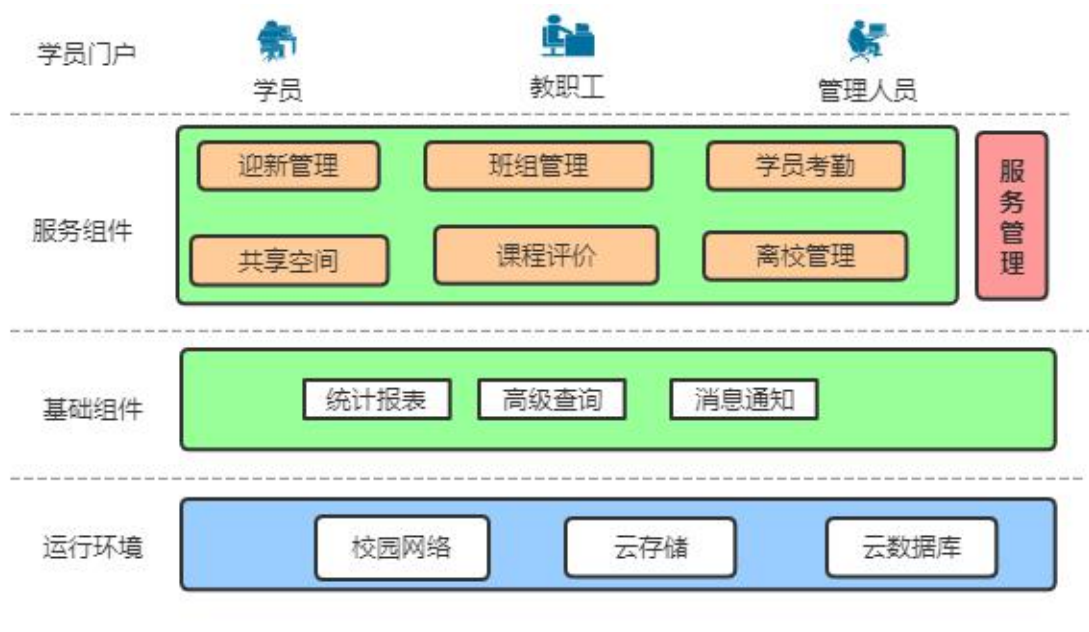 学员门户
学员
教职工
管理人员
服务组件
迎新管理
班组管理
学员考勤
共享空间
课程评价
离校管理
服务管理
基础组件
统计报表
高级查询
消息通知
运行环境
校园网络
云存储
云数据库